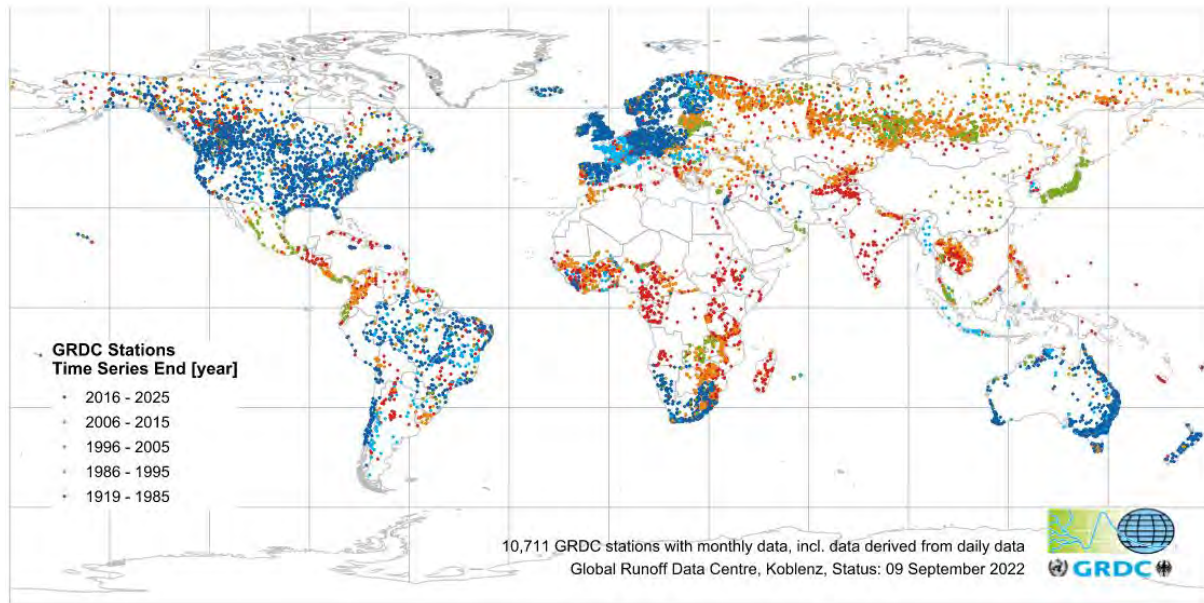 GRDC Stations
Time Series End [year]
2016 - 2025
2006 - 2015
1996 - 2005
1986 - 1995
1919 - 1985
10,711 GRDC stations with monthly data, incl. data derived from daily data
Global Runoff Data Centre, Koblenz, Status: 09 September 2022
GRDC